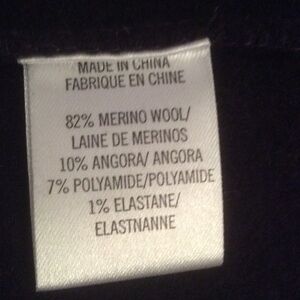 MADE IN CHINA
FABRIQUE EN CHINE
82% MERINO WOOL/
LAINE DE MERINOS
10% ANGORA/ ANGORA
7% POLYAMIDE/POLYAMIDE
1% ELASTANE/
ELASTNANNE